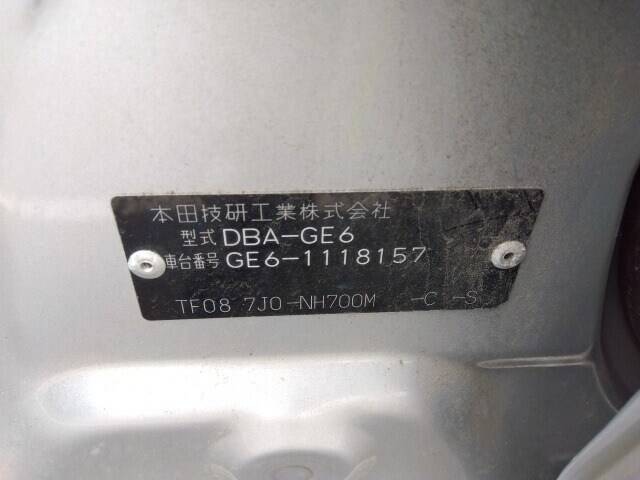 本田技研工業株式会社
型式 DBA-GE6
車台番号 GE6-1118157
TF08 7J0-NH700M -C -S